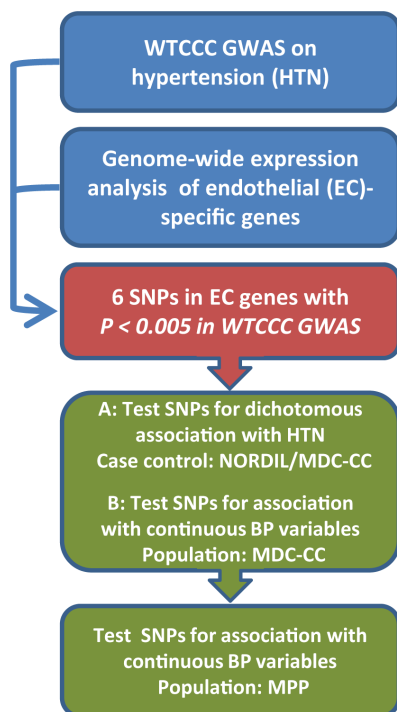 WTCCC GWAS on
hypertension (HTN)
Genome-wide expression
analysis of endothelial (EC)-
specific genes
6 SNPs in EC genes with
P < 0.005 in WTCCC GWAS
A: Test SNPs for dichotomous
association with HTN
Case control: NORDIL/MDC-CC
B: Test SNPs for association
with continuous BP variables
Population: MDC-CC
Test SNPs for association with
continuous BP variables
Population: MPP